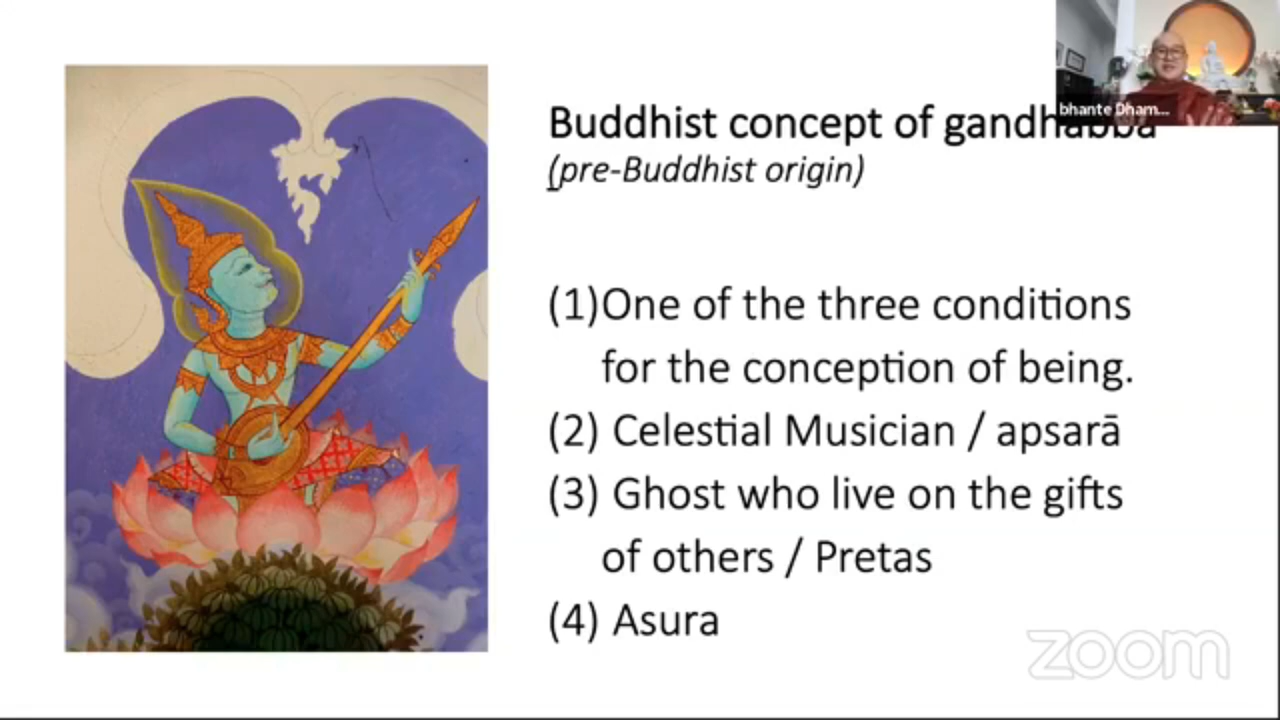 bhante Dham...
Buddhist concept of gandhabba
(pre-Buddhist origin)
(1)One of the three conditions
for the conception of being.
(2) Celestial Musician / apsarā
(3) Ghost who live on the gifts
of others / Pretas
(4) Asura
zoom